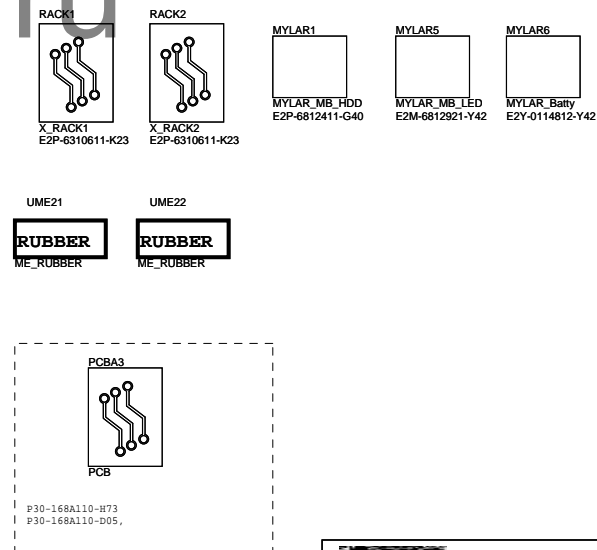 ru
RACK1
X_RACK1
E2P-6310611-K23
RACK2
X_RACK2
E2P-6310611-K23
MYLAR1
MYLAR_MB_HDD
E2P-6812411-G40
MYLAR5
MYLAR_MB_LED
E2M-6812921-Y42
MYLAR6
MYLAR_Batty
E2Y-0114812-Y42
UME21
RUBBER
ME_RUBBER
UME22
RUBBER
ME_RUBBER
PCBA3
PCB
P30-168A110-H73
P30-168A110-D05,